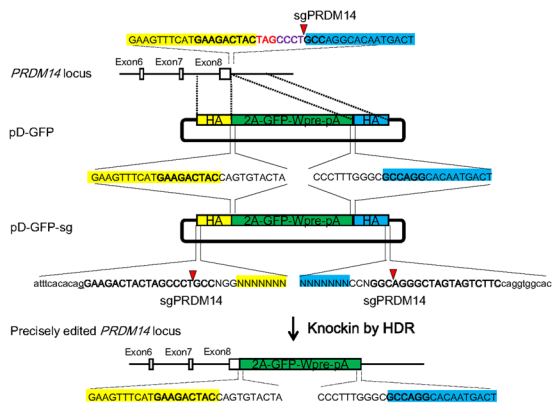 sgPRDM14
GAAGTTTCATGAAGACTACTAGCCCTGCCAGGCACAATGACT
PRDM14 locus
Exon6 Exon7 Exon8
pD-GFP
HA 2A-GFP-Wpre-pA HA
GAAGTTTCATGAAGACTACCAGTGTACTA CCCTTTGGGCGCCAGGCACAATGACT
pD-GFP-sg
HA 2A-GFP-Wpre-pA HA
atttcacacagGAAGACTACTAGCCCTGCCNGGNNNNNNN NNNNNNNCCNGGCAGGGCTAGTAGTCTTCcaggtggcac
sgPRDM14 sgPRDM14
Knockin by HDR
Precisely edited PRDM14 locus
Exon6 Exon7 Exon8
2A-GFP-Wpre-pA
GAAGTTTCATGAAGACTACCAGTGTACTA CCCTTTGGGCGCCAGGCACAATGACT